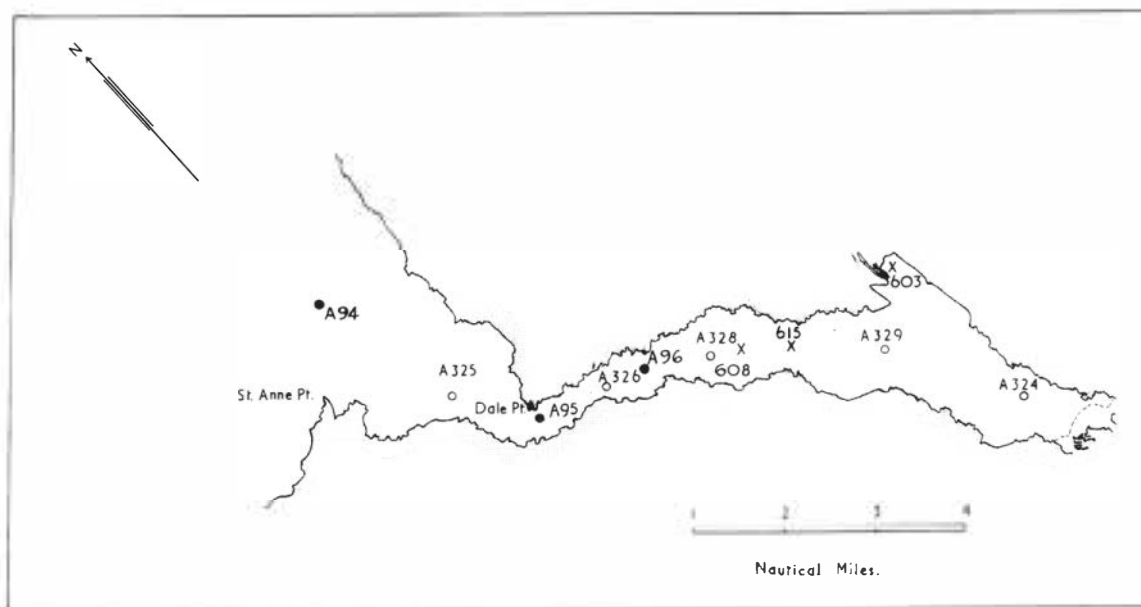 N
A94
A325
St. Anne Pt.
Dale Pt.
A95
A326
A96
A328
608
615
A329
603
A324
1 2 3 4
Nautical Miles.